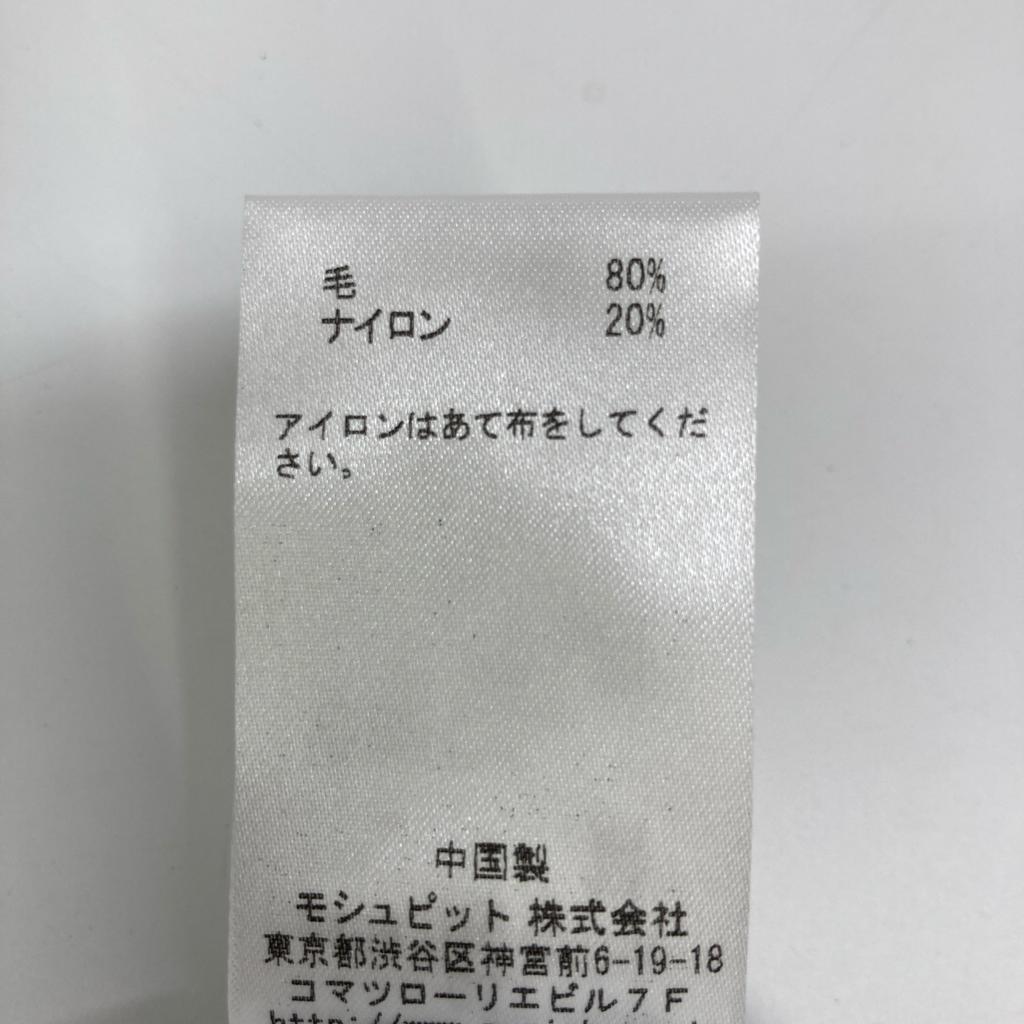 毛 80%
ナイロン 20%
アイロンはあて布をしてくだ
さい。
中国製
モシュピット 株式会社
東京都渋谷区神宮前6-19-18
コマツローリエビル7F